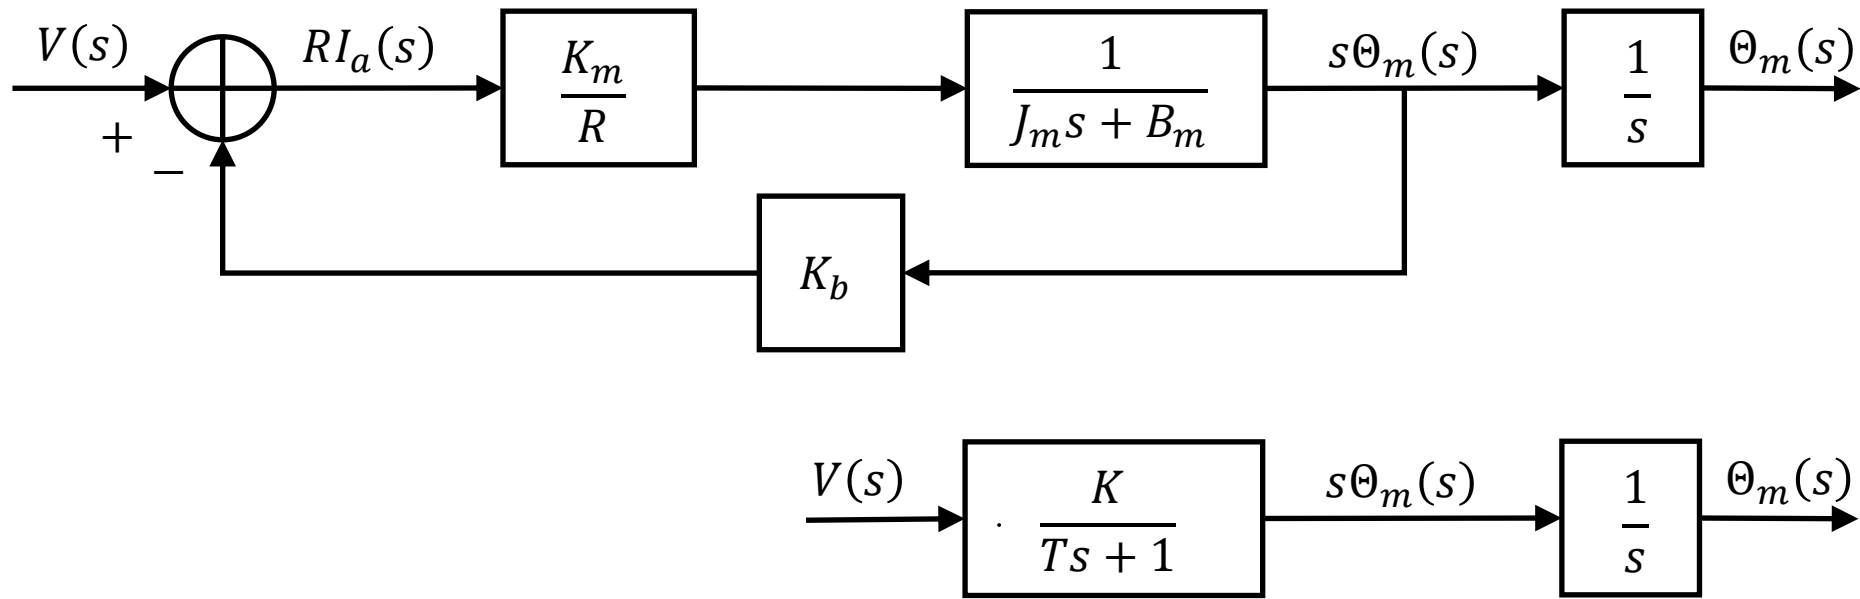 V(s)
+
−
RI_a(s)
K_m
R
1
J_m s + B_m
sΘ_m(s)
1
s
Θ_m(s)
K_b
V(s)
.
K
Ts + 1
sΘ_m(s)
1
s
Θ_m(s)